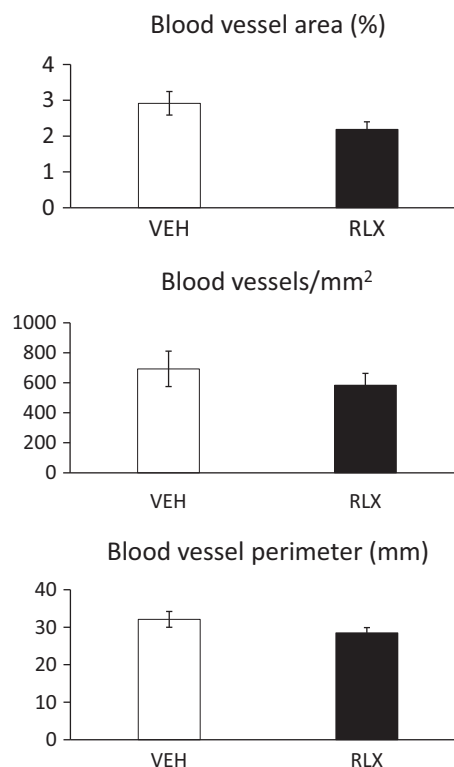 Blood vessel area (%)
4
3
2
1
0
VEH RLX
Blood vessels/mm²
1000
800
600
400
200
0
VEH RLX
Blood vessel perimeter (mm)
40
30
20
10
0
VEH RLX